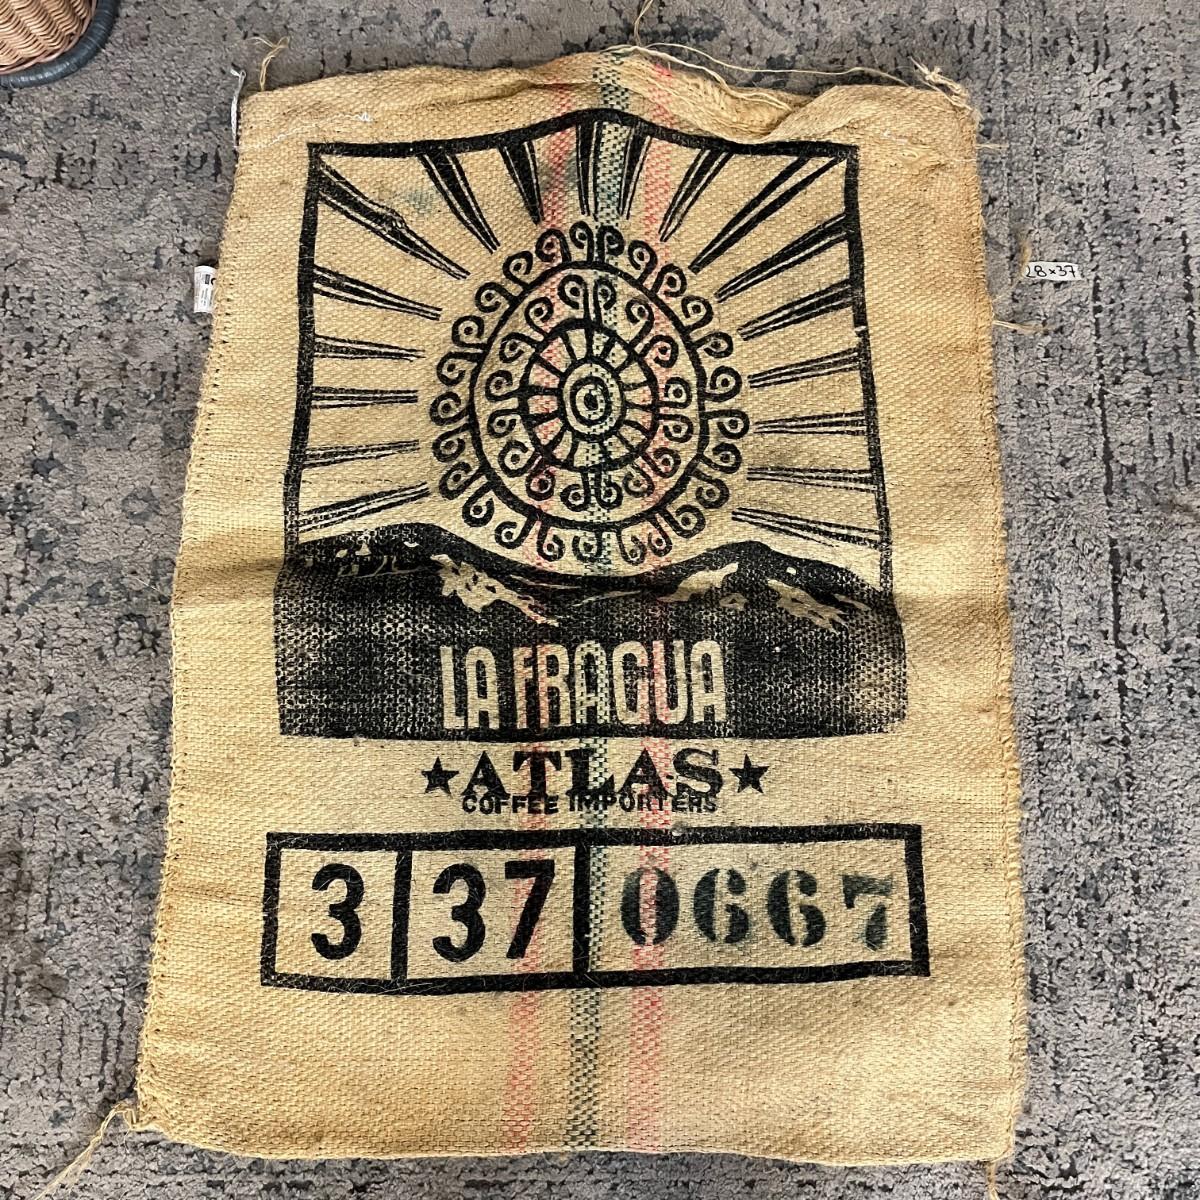 28x37
LA FRAGUA
★ATLAS★
COFFEE IMPORTERS
3 37 0667